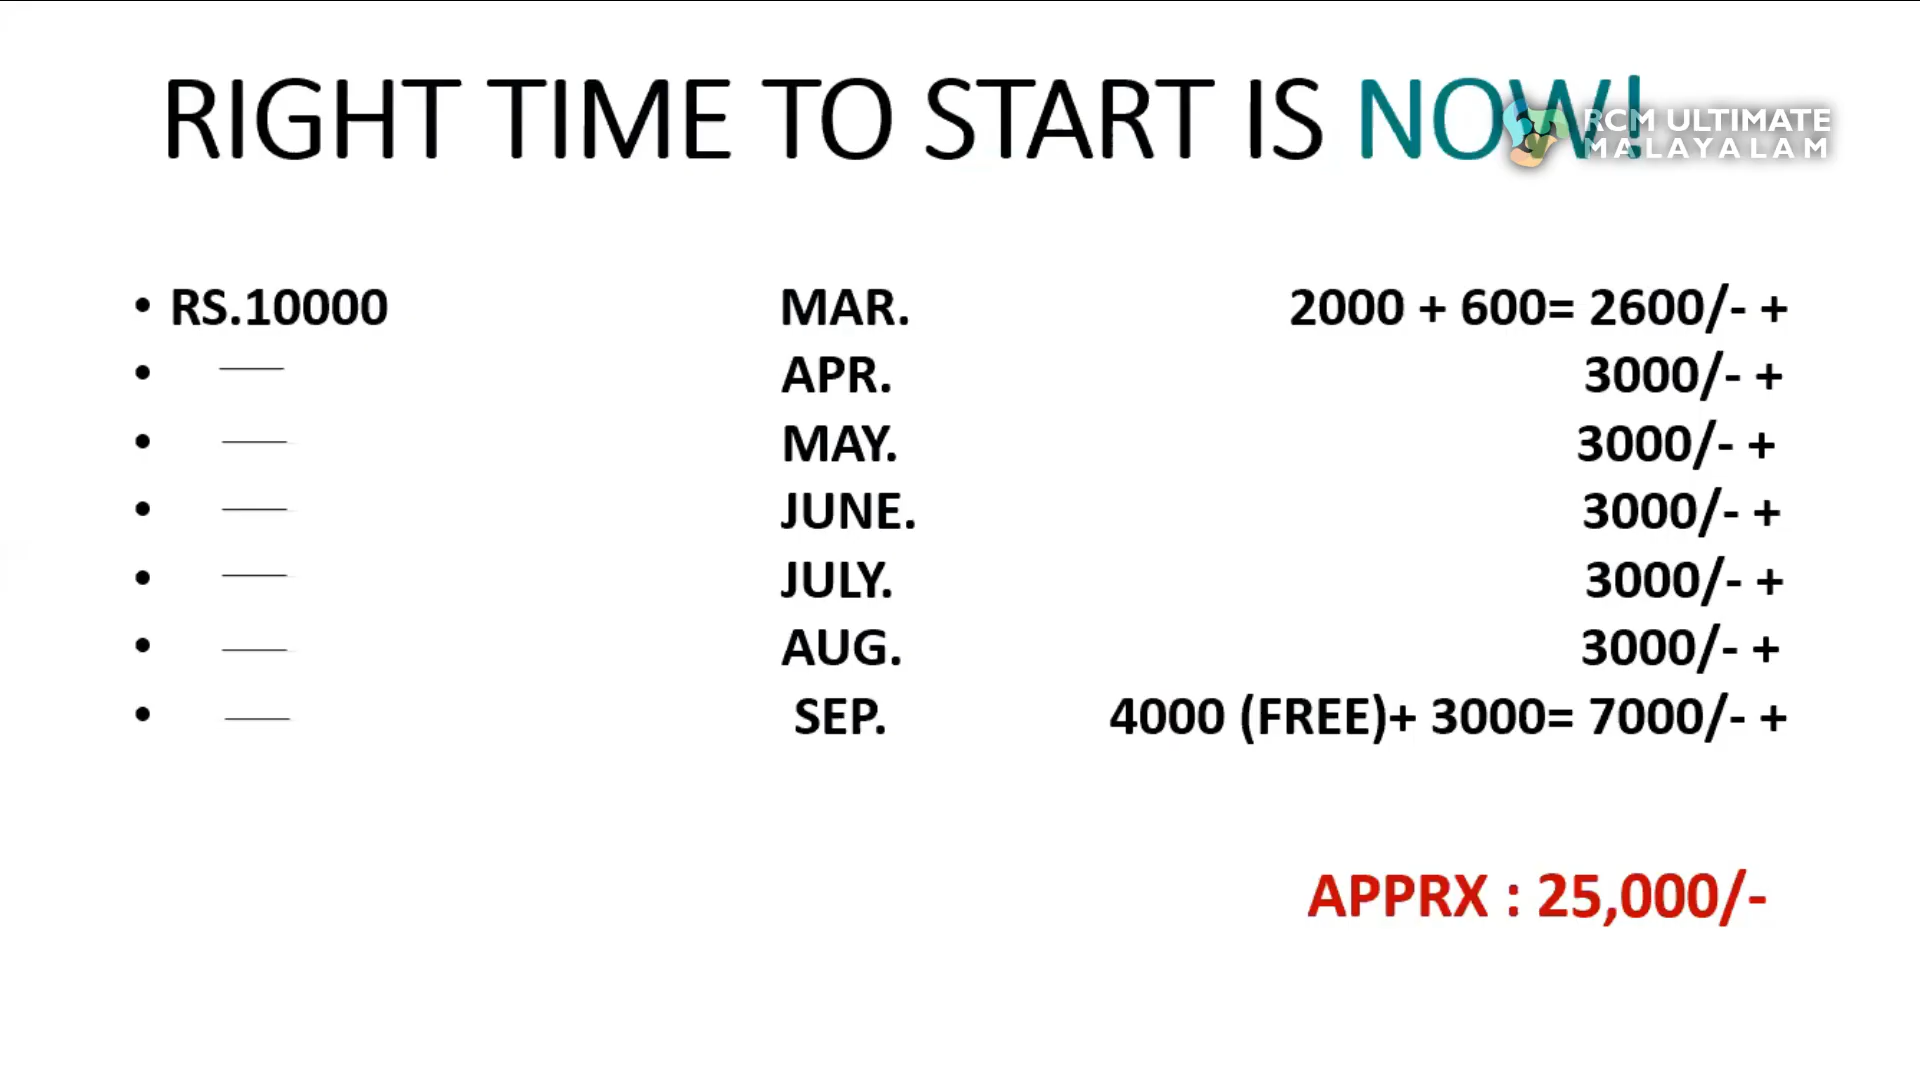 RIGHT TIME TO START IS NOW!
RCM ULTIMATE
MALAYALAM
• RS.10000 MAR. 2000 + 600= 2600/- +
• — APR. 3000/- +
• — MAY. 3000/- +
• — JUNE. 3000/- +
• — JULY. 3000/- +
• — AUG. 3000/- +
• — SEP. 4000 (FREE)+ 3000= 7000/- +
APPRX : 25,000/-